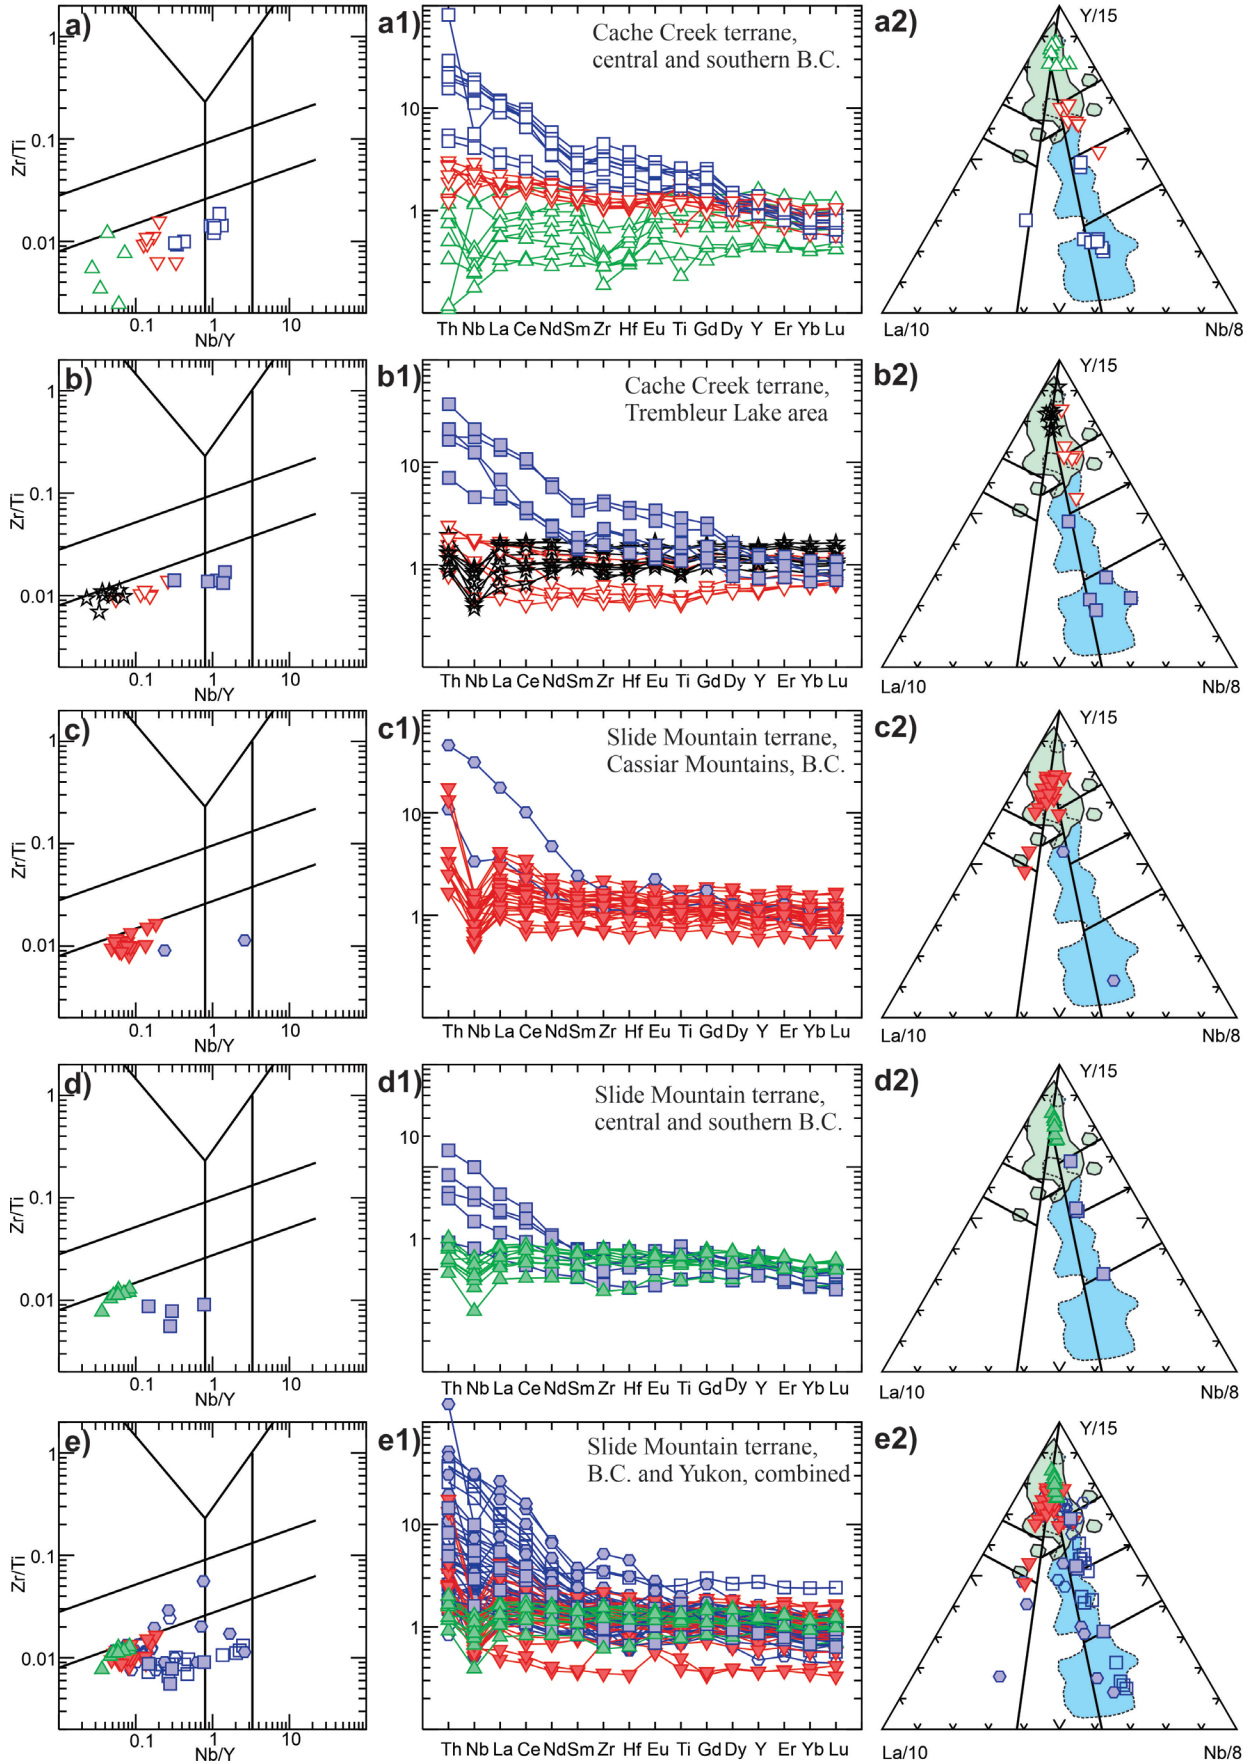 a)
1
0.1
0.01
Zr/Ti
0.1 1 10
Nb/Y
a1)
Cache Creek terrane,
central and southern B.C.
10
1
Th Nb La Ce Nd Sm Zr Hf Eu Ti Gd Dy Y Er Yb Lu
a2)
Y/15
La/10
Nb/8
b)
1
0.1
0.01
Zr/Ti
0.1 1 10
Nb/Y
b1)
Cache Creek terrane,
Trembleur Lake area
10
1
Th Nb La Ce Nd Sm Zr Hf Eu Ti Gd Dy Y Er Yb Lu
b2)
Y/15
La/10
Nb/8
c)
1
0.1
0.01
Zr/Ti
0.1 1 10
Nb/Y
c1)
Slide Mountain terrane,
Cassiar Mountains, B.C.
10
1
Th Nb La Ce Nd Sm Zr Hf Eu Ti Gd Dy Y Er Yb Lu
c2)
Y/15
La/10
Nb/8
d)
1
0.1
0.01
Zr/Ti
0.1 1 10
Nb/Y
d1)
Slide Mountain terrane,
central and southern B.C.
10
1
Th Nb La Ce Nd Sm Zr Hf Eu Ti Gd Dy Y Er Yb Lu
d2)
Y/15
La/10
Nb/8
e)
1
0.1
0.01
Zr/Ti
0.1 1 10
Nb/Y
e1)
Slide Mountain terrane,
B.C. and Yukon, combined
10
1
Th Nb La Ce Nd Sm Zr Hf Eu Ti Gd Dy Y Er Yb Lu
e2)
Y/15
La/10
Nb/8